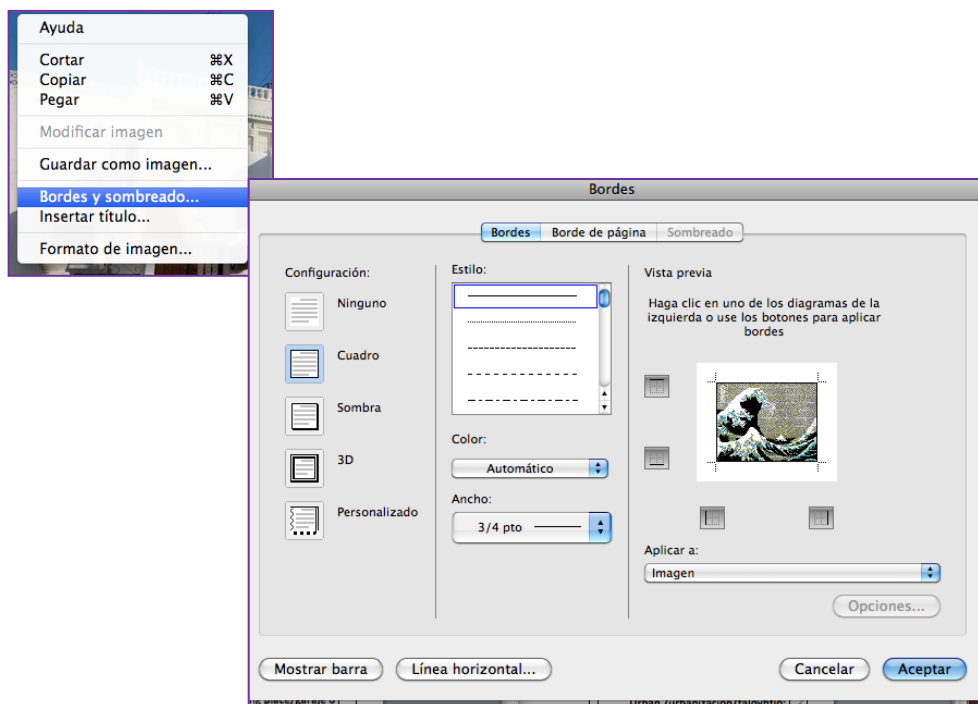 Ayuda
Cortar ⌘X
Copiar ⌘C
Pegar ⌘V
Modificar imagen
Guardar como imagen...
Bordes y sombreado...
Insertar título...
Formato de imagen...
Bordes
Bordes Borde de página Sombreado
Configuración:
Ninguno
Cuadro
Sombra
3D
Personalizado
Estilo:
Color:
Automático
Ancho:
3/4 pto
Vista previa
Haga clic en uno de los diagramas de la
izquierda o use los botones para aplicar
bordes
Aplicar a:
Imagen
Opciones...
Mostrar barra Línea horizontal... Cancelar Aceptar